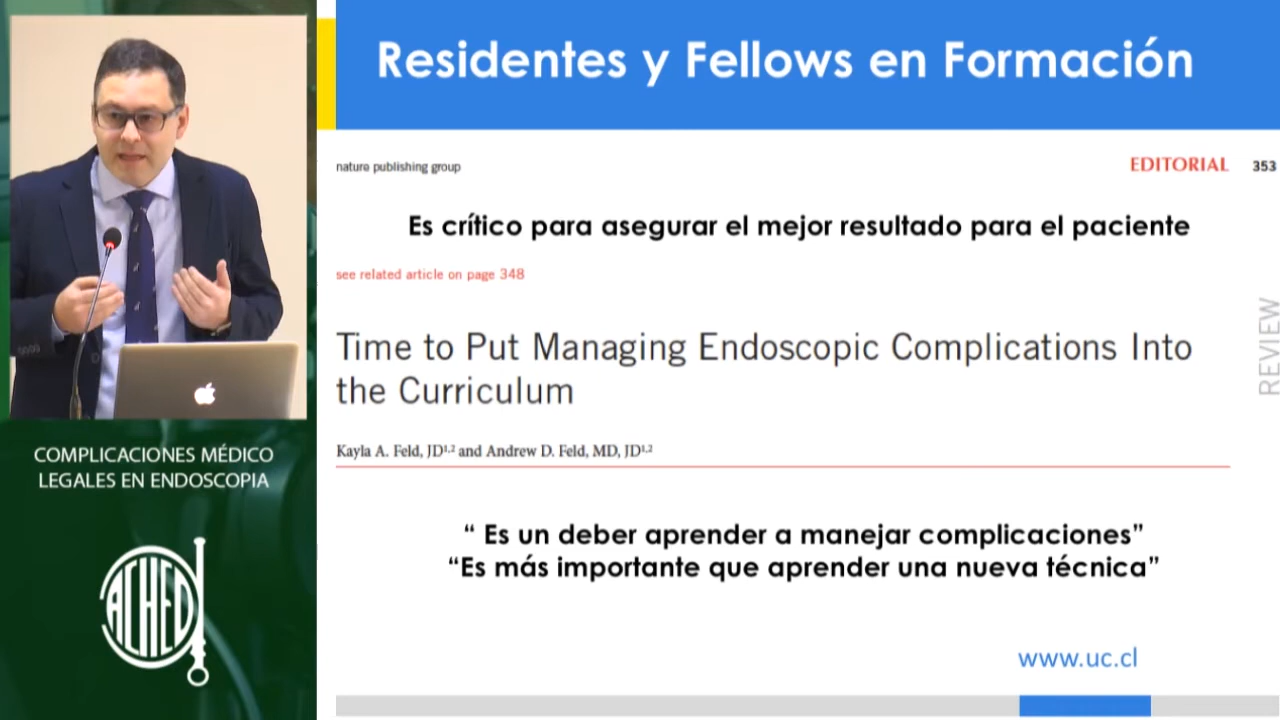 Residentes y Fellows en Formación
nature publishing group
EDITORIAL 353
Es crítico para asegurar el mejor resultado para el paciente
see related article on page 348
REVIEW
Time to Put Managing Endoscopic Complications Into
the Curriculum
Kayla A. Feld, JD1,2 and Andrew D. Feld, MD, JD1,2
“ Es un deber aprender a manejar complicaciones”
“Es más importante que aprender una nueva técnica”
www.uc.cl
COMPLICACIONES MÉDICO
LEGALES EN ENDOSCOPIA
ACHED